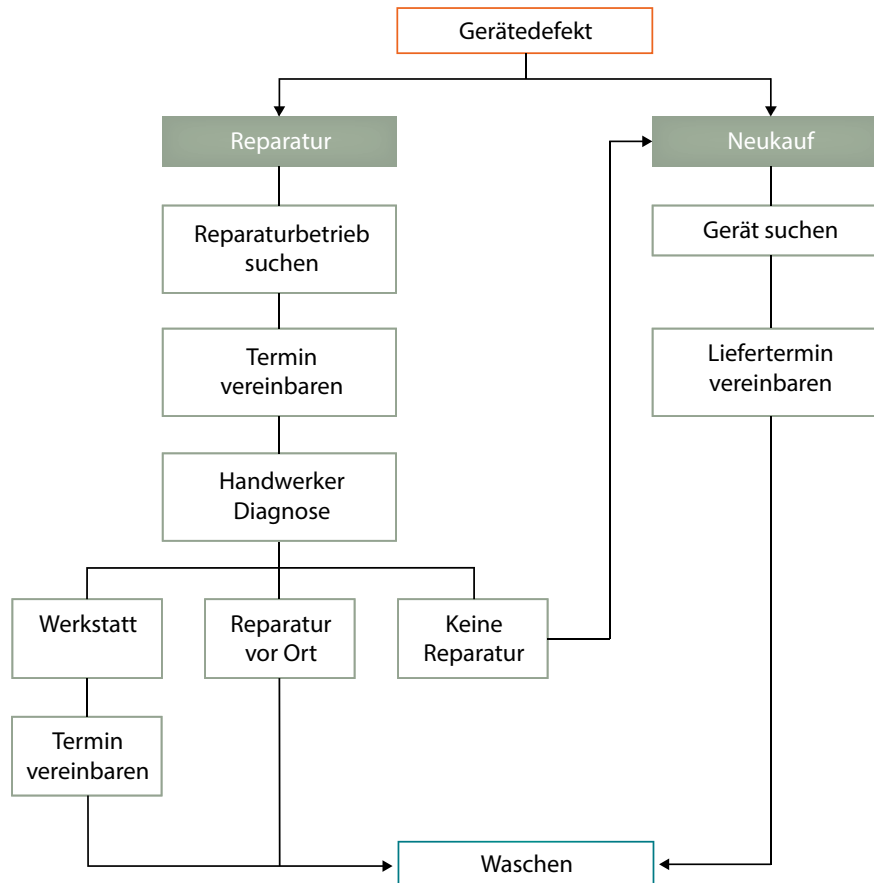 Gerätedefekt
Reparatur
Neukauf
Reparaturbetrieb
suchen
Gerät suchen
Termin
vereinbaren
Liefertermin
vereinbaren
Handwerker
Diagnose
Werkstatt
Reparatur
vor Ort
Keine
Reparatur
Termin
vereinbaren
Waschen